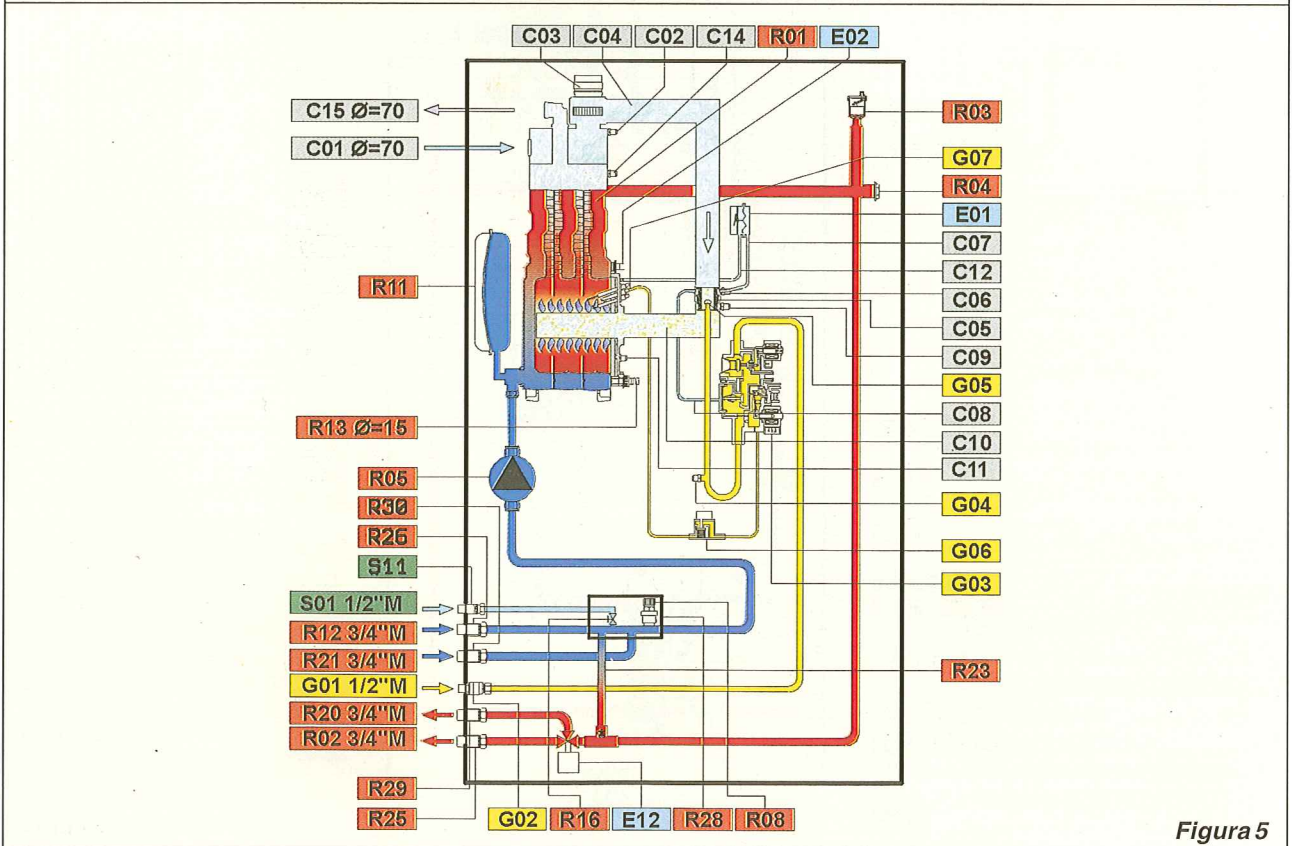 C03 C04 C02 C14 R01 E02
C15 Ø=70
C01 Ø=70
R11
R13 Ø=15
R05
R30
R26
S11
S01 1/2"M
R12 3/4"M
R21 3/4"M
G01 1/2"M
R20 3/4"M
R02 3/4"M
R29
R25
G02 R16 E12 R28 R08
R03
G07
R04
E01
C07
C12
C06
C05
C09
G05
C08
C10
C11
G04
G06
G03
R23
Figura 5